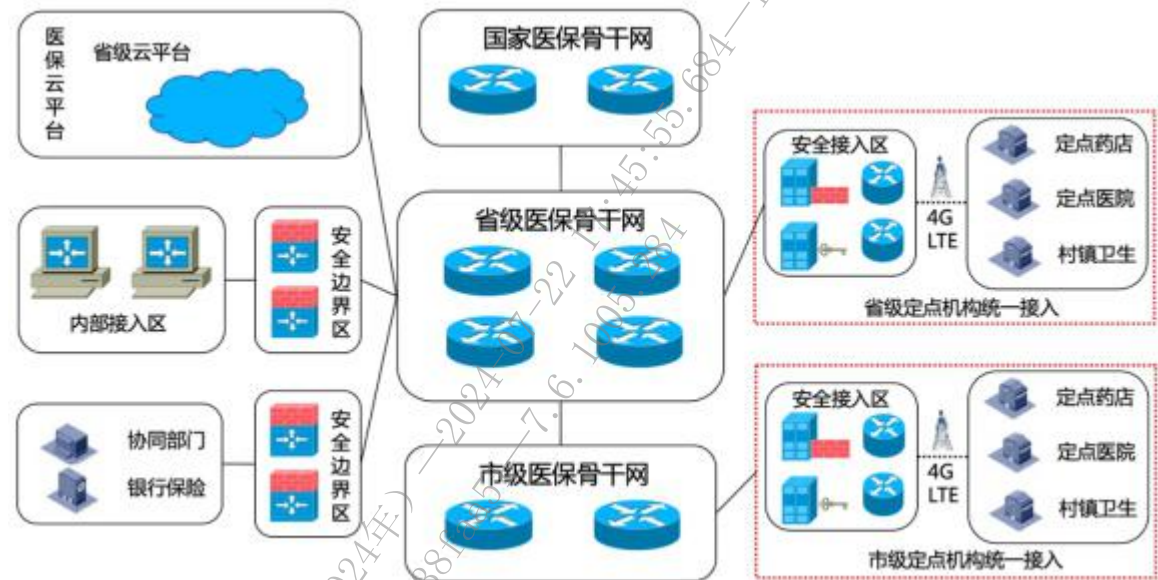 医保云平台
省级云平台
国家医保骨干网
内部接入区
安全边界区
省级医保骨干网
安全接入区
4G
LTE
定点药店
定点医院
村镇卫生
省级定点机构统一接入
协同部门
银行保险
安全边界区
市级医保骨干网
安全接入区
4G
LTE
定点药店
定点医院
村镇卫生
市级定点机构统一接入